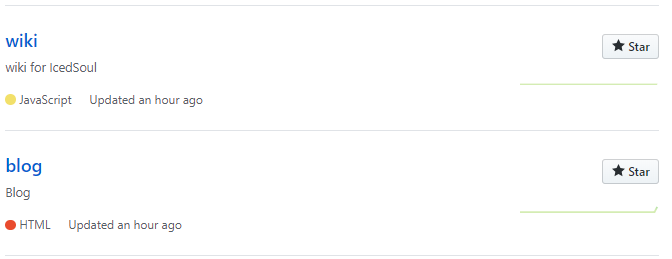 wiki
Star
wiki for IcedSoul
JavaScript Updated an hour ago
blog
Star
Blog
HTML Updated an hour ago